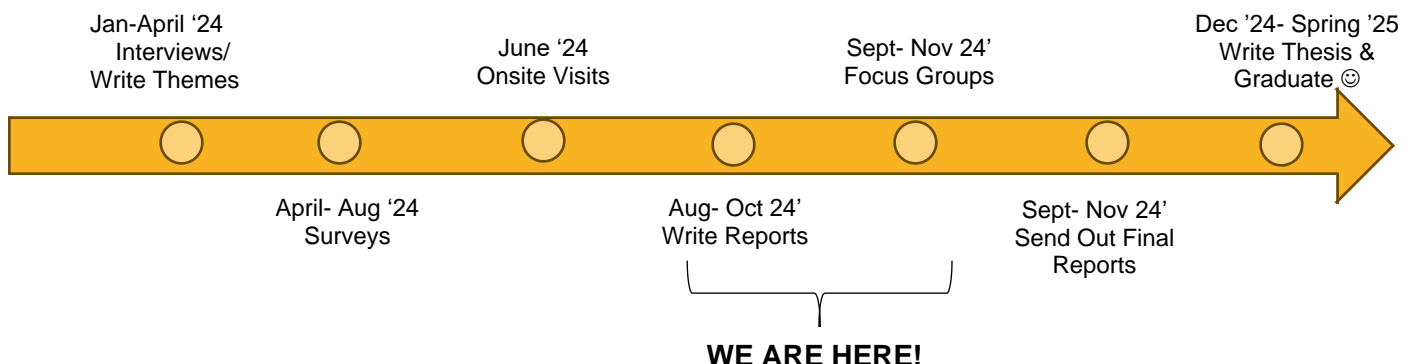 Jan-April ‘24
Interviews/
Write Themes
April- Aug ‘24
Surveys
June ‘24
Onsite Visits
Aug- Oct 24’
Write Reports
Sept- Nov 24’
Focus Groups
Sept- Nov 24’
Send Out Final
Reports
Dec ’24- Spring ’25
Write Thesis &
Graduate ☺
WE ARE HERE!